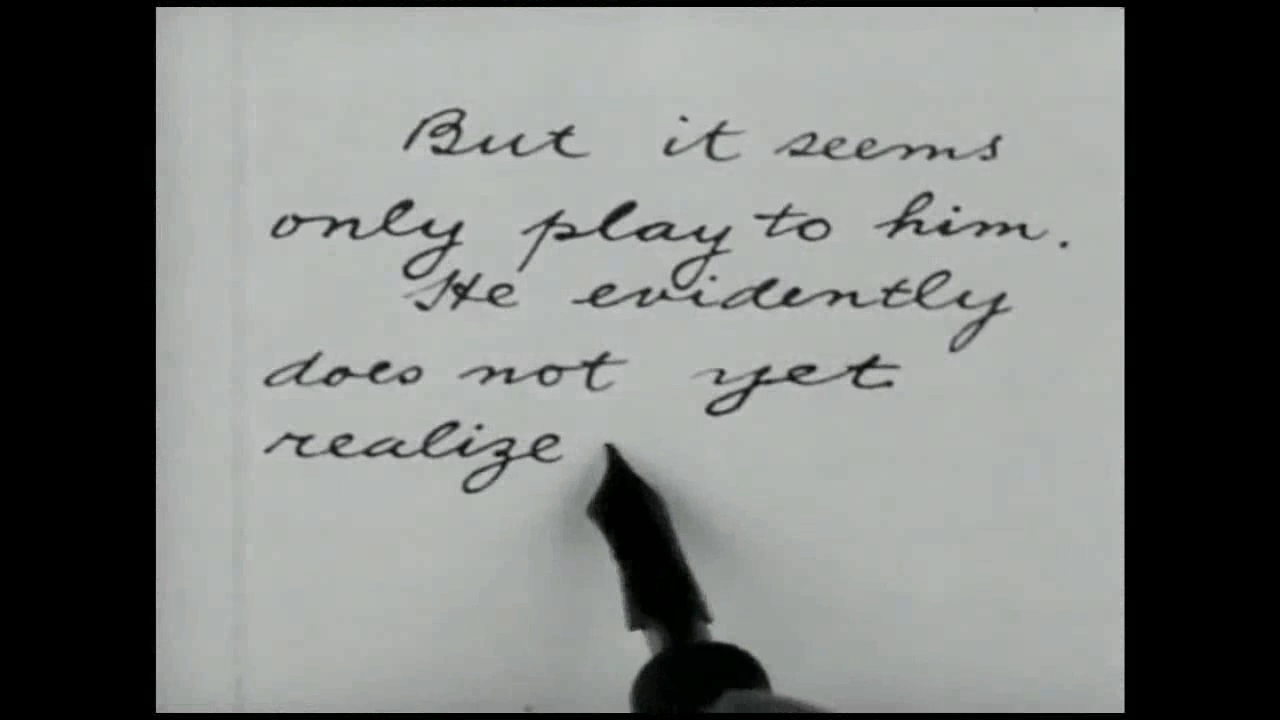 But it seems
only play to him.
He evidently
does not yet
realize